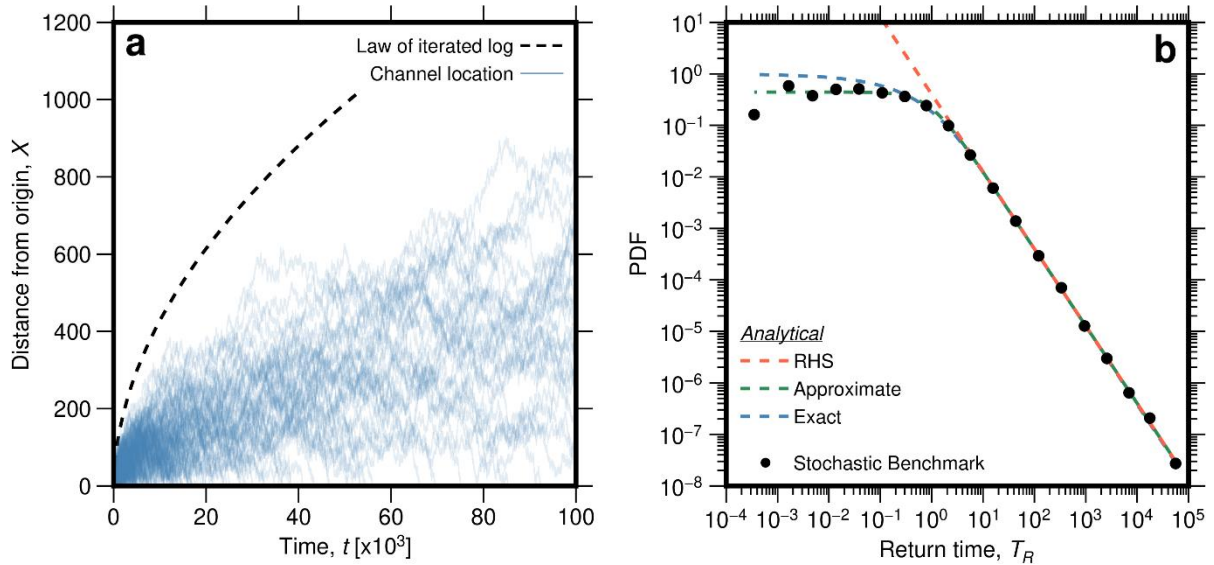 a
Law of iterated log
Channel location
1200
1000
800
600
400
200
0
Distance from origin, X
0 20 40 60 80 100
Time, t [x10³]
b
10¹
10⁰
10⁻¹
10⁻²
10⁻³
10⁻⁴
10⁻⁵
10⁻⁶
10⁻⁷
10⁻⁸
PDF
Analytical
RHS
Approximate
Exact
Stochastic Benchmark
10⁻⁴ 10⁻³ 10⁻² 10⁻¹ 10⁰ 10¹ 10² 10³ 10⁴ 10⁵
Return time, T_R